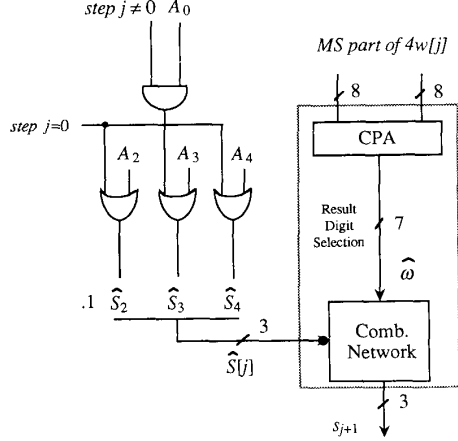 step j ≠ 0 A₀
MS part of 4w[j]
8 8
step j=0
CPA
A₂ A₃ A₄
Result
Digit
Selection
7
ω̂
.1 Ŝ₂ Ŝ₃ Ŝ₄
3
Ŝ[j]
Comb.
Network
3
sⱼ₊₁